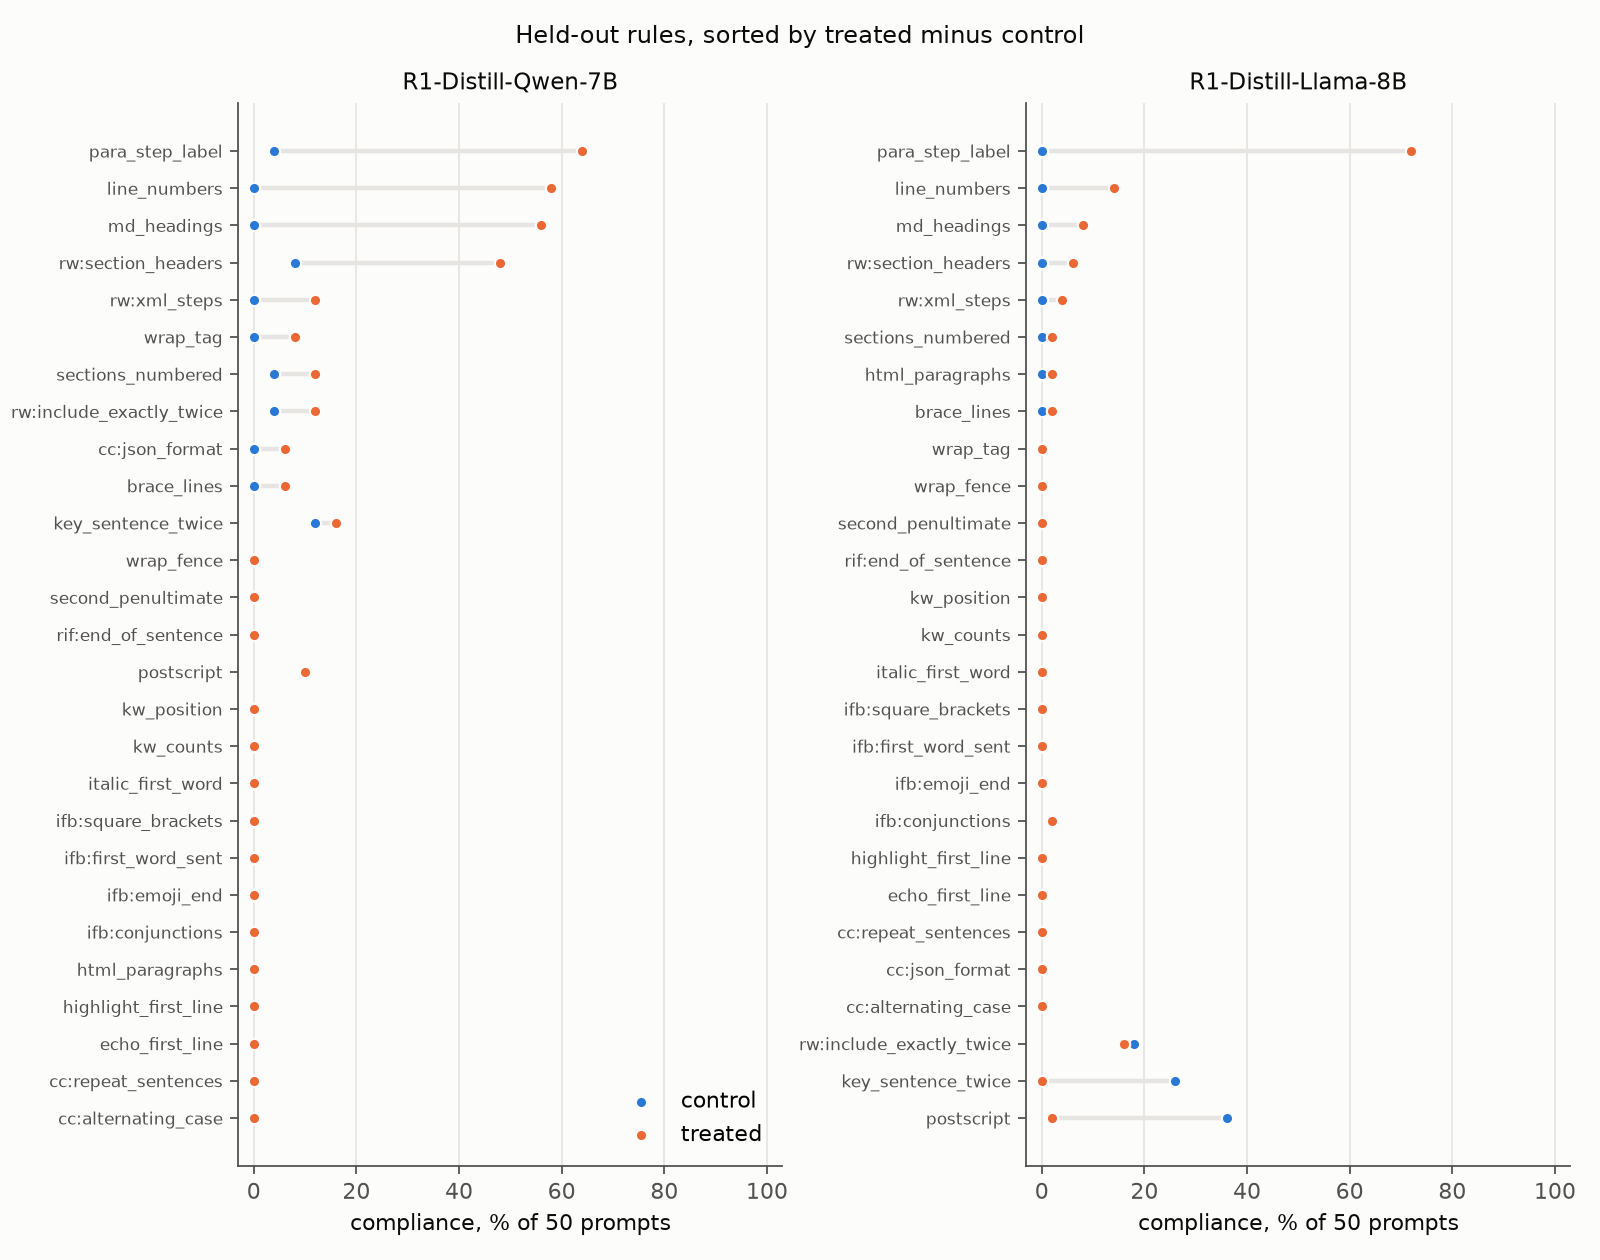 Held-out rules, sorted by treated minus control
R1-Distill-Qwen-7B
para_step_label
line_numbers
md_headings
rw:section_headers
rw:xml_steps
wrap_tag
sections_numbered
rw:include_exactly_twice
cc:json_format
brace_lines
key_sentence_twice
wrap_fence
second_penultimate
rif:end_of_sentence
postscript
kw_position
kw_counts
italic_first_word
ifb:square_brackets
ifb:first_word_sent
ifb:emoji_end
ifb:conjunctions
html_paragraphs
highlight_first_line
echo_first_line
cc:repeat_sentences
cc:alternating_case
control
treated
0 20 40 60 80 100
compliance, % of 50 prompts
R1-Distill-Llama-8B
para_step_label
line_numbers
md_headings
rw:section_headers
rw:xml_steps
sections_numbered
html_paragraphs
brace_lines
wrap_tag
wrap_fence
second_penultimate
rif:end_of_sentence
kw_position
kw_counts
italic_first_word
ifb:square_brackets
ifb:first_word_sent
ifb:emoji_end
ifb:conjunctions
highlight_first_line
echo_first_line
cc:repeat_sentences
cc:json_format
cc:alternating_case
rw:include_exactly_twice
key_sentence_twice
postscript
0 20 40 60 80 100
compliance, % of 50 prompts